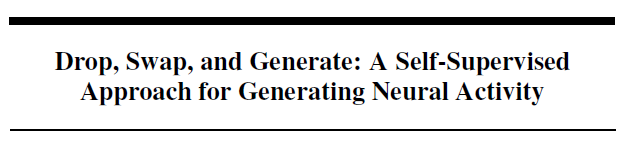 Drop, Swap, and Generate: A Self-Supervised
Approach for Generating Neural Activity